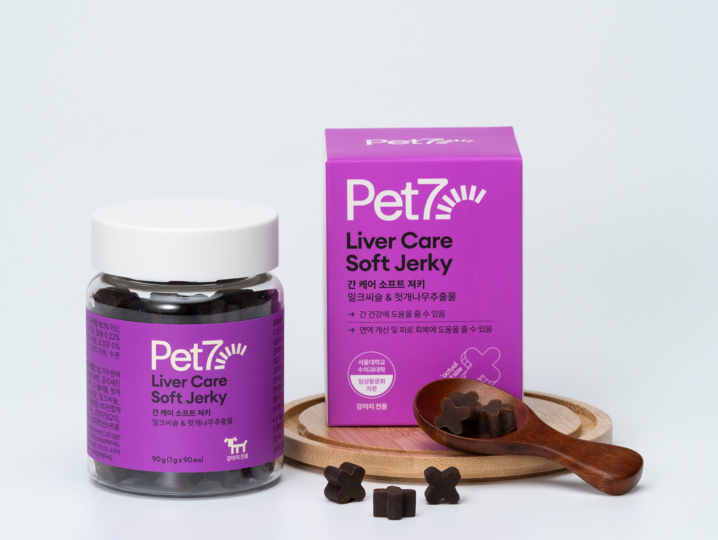 Pet7
Pet7
Liver Care
Soft Jerky
간 케어 소프트 져키
밀크씨슬 & 헛개나무추출물
→ 간 건강에 도움을 줄 수 있음
→ 면역 개선 및 피로 회복에 도움을 줄 수 있음
서울대학교
수의과대학
임상동문회
자문
강아지 전용
actual
size
Pet7
Liver Care
Soft Jerky
간 케어 소프트 져키
밀크씨슬 & 헛개나무추출물
90g (1g x 90ea)
강아지 전용